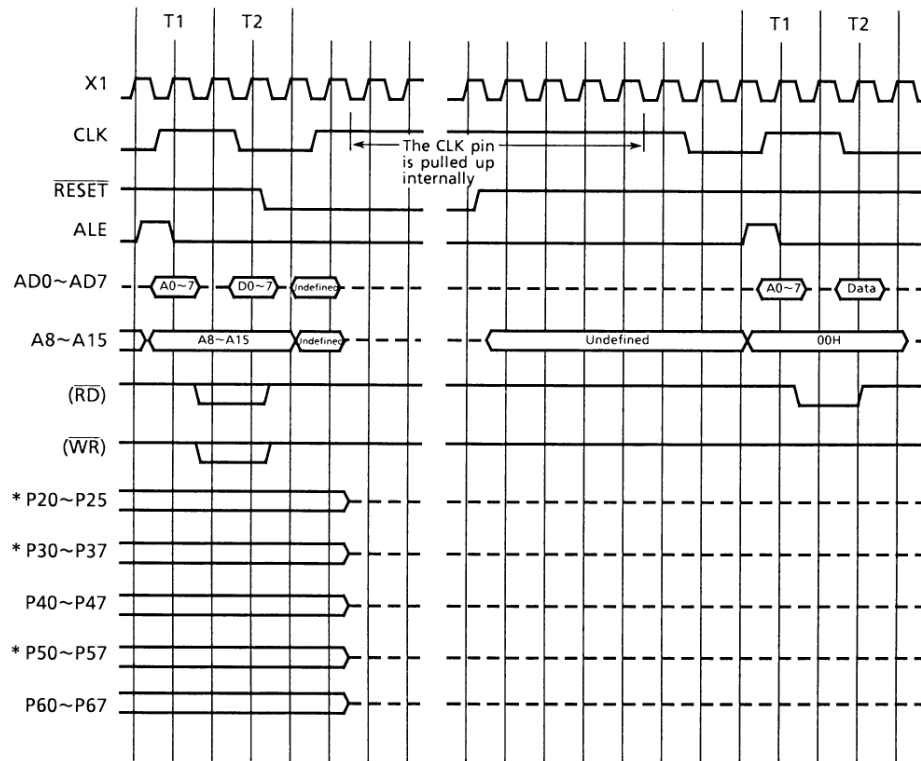 T1 T2 T1 T2
X1
CLK
The CLK pin
is pulled up
internally
RESET
ALE
AD0~AD7 A0~7 D0~7 Undefined A0~7 Data
A8~A15 A8~A15 Undefined Undefined 00H
(RD)
(WR)
* P20~P25
* P30~P37
P40~P47
* P50~P57
P60~P67